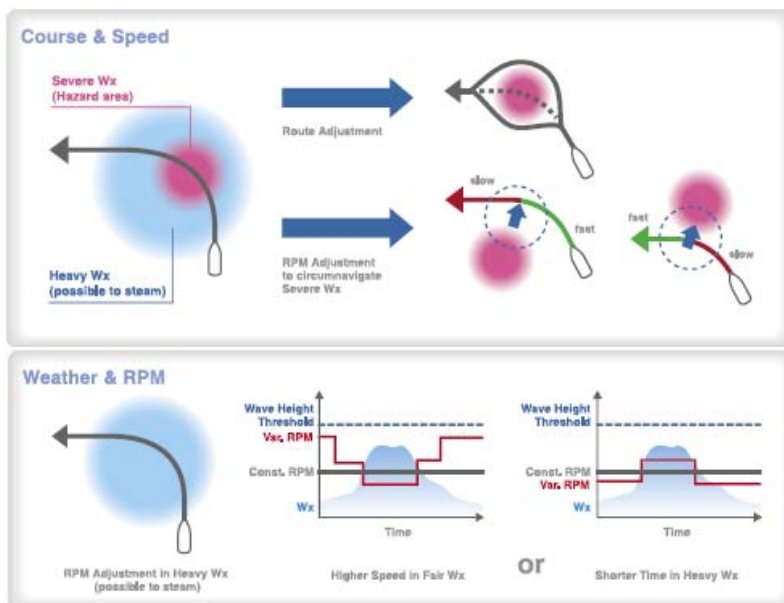 Course & Speed
Severe Wx
(Hazard area)
Heavy Wx
(possible to steam)
Route Adjustment
RPM Adjustment
to circumnavigate
Severe Wx
slow
fast
fast
slow
Weather & RPM
RPM Adjustment in Heavy Wx
(possible to steam)
Wave Height
Threshold
Var. RPM
Const. RPM
Wx
Time
Higher Speed in Fair Wx
or
Wave Height
Threshold
Const. RPM
Var. RPM
Wx
Time
Shorter Time in Heavy Wx